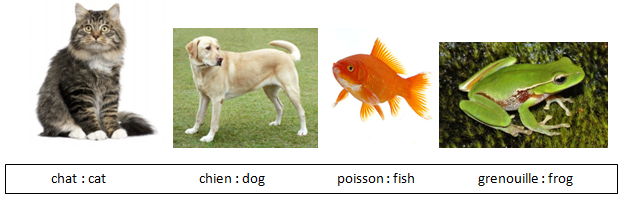 chat : cat chien : dog poisson : fish grenouille : frog